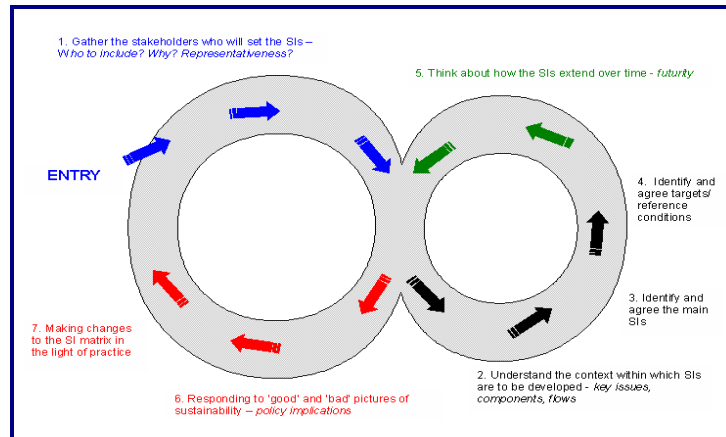 1. Gather the stakeholders who will set the SIs –
Who to include? Why? Representativeness?
5. Think about how the SIs extend over time - futurity
ENTRY
4. Identify and
agree targets/
reference
conditions
3. Identify and
agree the main
SIs
2. Understand the context within which SIs
are to be developed - key issues,
components, flows
7. Making changes
to the SI matrix in
the light of practice
6. Responding to 'good' and 'bad' pictures of
sustainability – policy implications